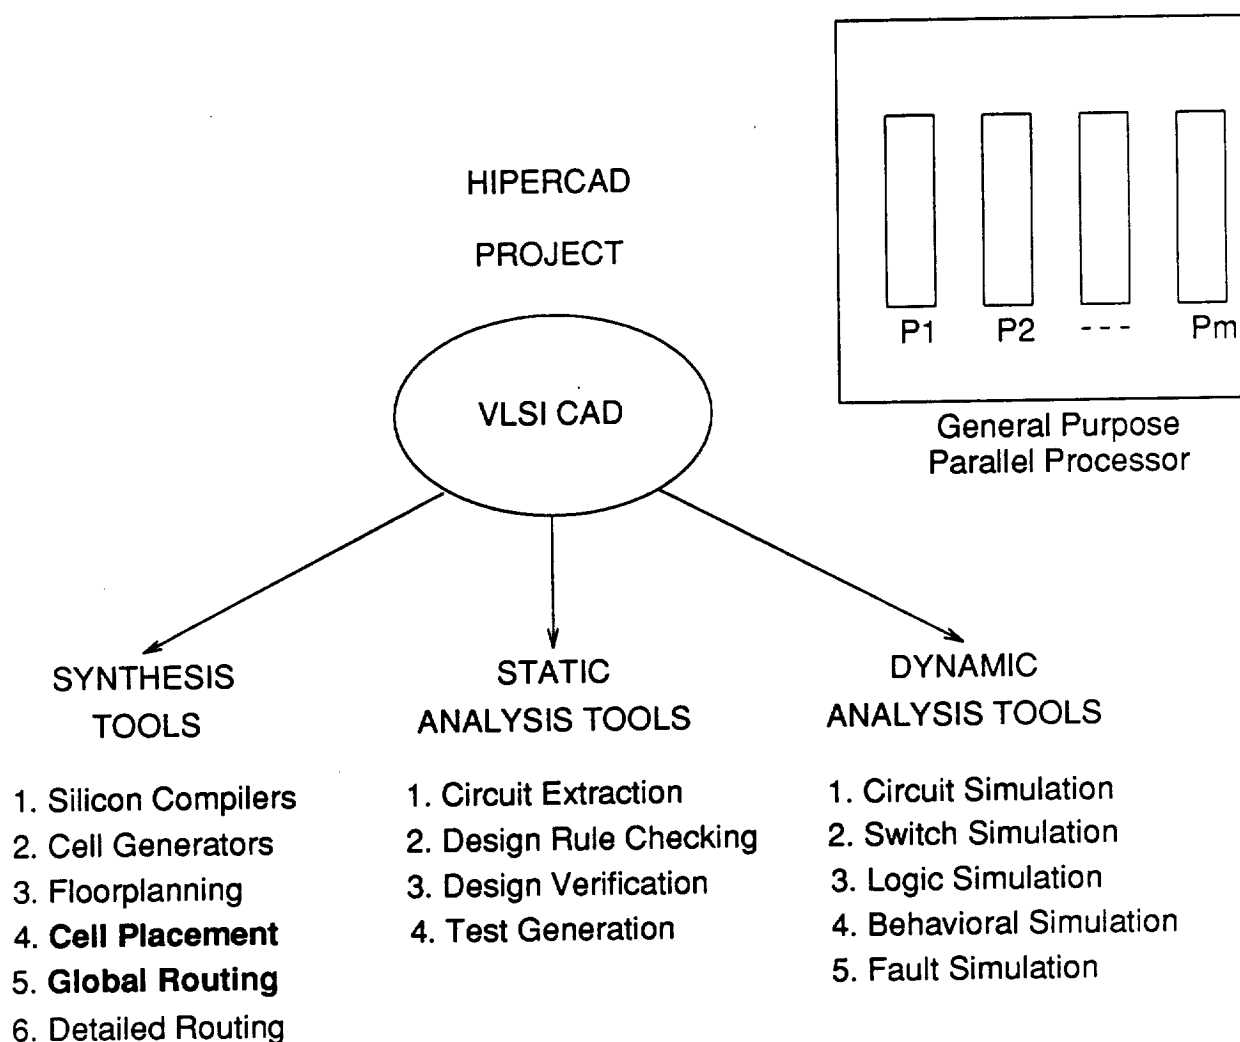 HIPERCAD
PROJECT
VLSI CAD
P1 P2 --- Pm
General Purpose
Parallel Processor
SYNTHESIS
TOOLS
1. Silicon Compilers
2. Cell Generators
3. Floorplanning
4. Cell Placement
5. Global Routing
6. Detailed Routing
STATIC
ANALYSIS TOOLS
1. Circuit Extraction
2. Design Rule Checking
3. Design Verification
4. Test Generation
DYNAMIC
ANALYSIS TOOLS
1. Circuit Simulation
2. Switch Simulation
3. Logic Simulation
4. Behavioral Simulation
5. Fault Simulation